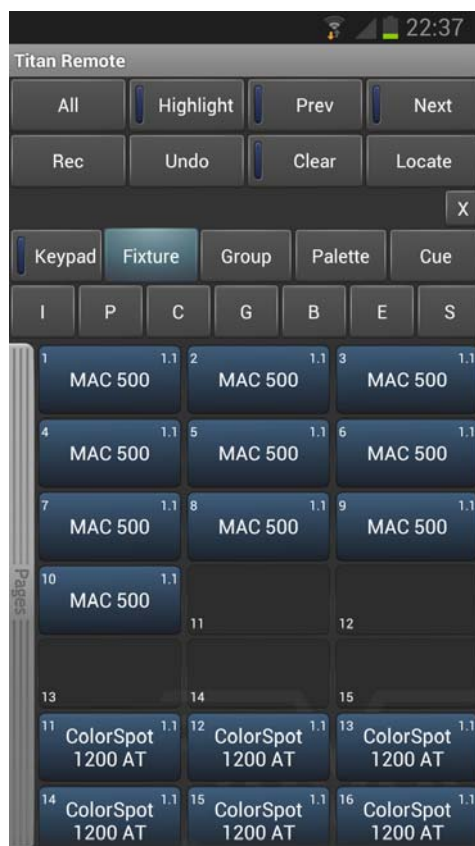 22:37
Titan Remote
All Highlight Prev Next
Rec Undo Clear Locate
X
Keypad Fixture Group Palette Cue
I P C G B E S
1 1.1 2 1.1 3 1.1
MAC 500 MAC 500 MAC 500
4 1.1 5 1.1 6 1.1
MAC 500 MAC 500 MAC 500
7 1.1 8 1.1 9 1.1
MAC 500 MAC 500 MAC 500
Pages
10 1.1
MAC 500
11 12
13 14 15
11 1.1 12 1.1 13 1.1
ColorSpot ColorSpot ColorSpot
1200 AT 1200 AT 1200 AT
14 1.1 15 1.1 16 1.1
ColorSpot ColorSpot ColorSpot
1200 AT 1200 AT 1200 AT